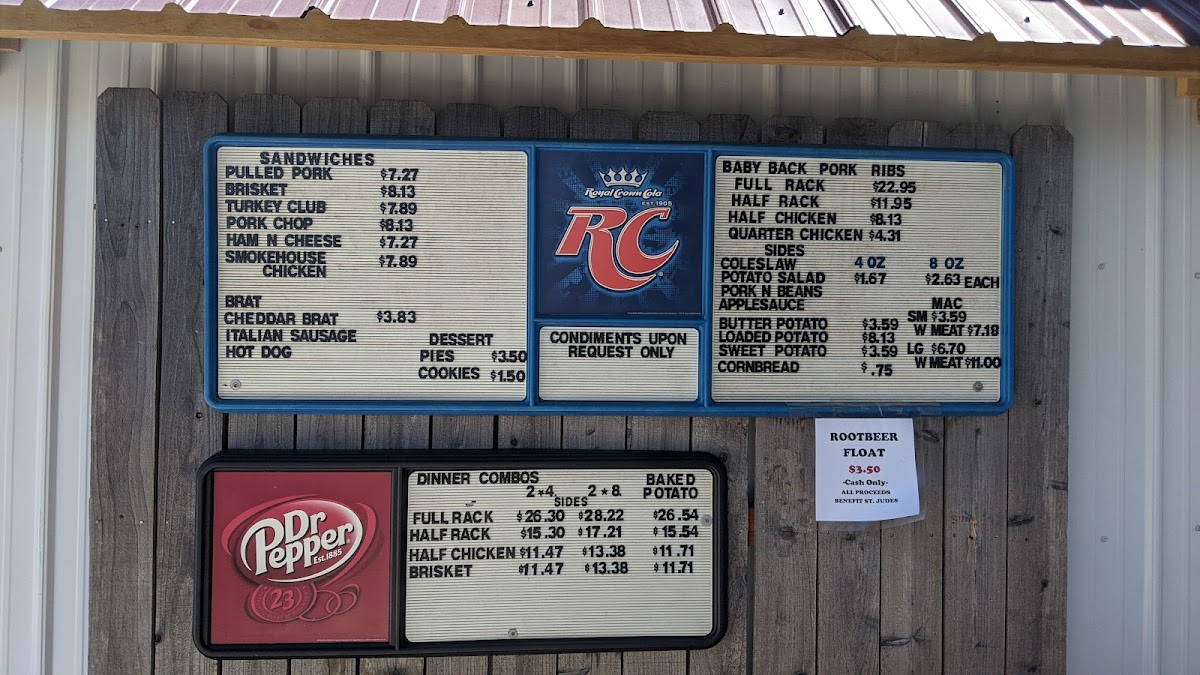 SANDWICHES
PULLED PORK $7.27
BRISKET $8.13
TURKEY CLUB $7.89
PORK CHOP $8.13
HAM N CHEESE $7.27
SMOKEHOUSE $7.89
CHICKEN
BRAT
CHEDDAR BRAT $3.83
ITALIAN SAUSAGE
HOT DOG
DESSERT
PIES $3.50
COOKIES $1.50
Royal Crown Cola
EST. 1905
RC
CONDIMENTS UPON
REQUEST ONLY
BABY BACK PORK RIBS
FULL RACK $22.95
HALF RACK $11.95
HALF CHICKEN $8.13
QUARTER CHICKEN $4.31
SIDES
COLESLAW 4 OZ 8 OZ
POTATO SALAD $1.67 $2.63 EACH
PORK N BEANS
APPLESAUCE MAC
SM $3.59
BUTTER POTATO $3.59 W MEAT $7.18
LOADED POTATO $8.13
SWEET POTATO $3.59 LG $6.70
CORNBREAD $.75 W MEAT $11.00
ROOTBEER
FLOAT
$3.50
-Cash Only-
ALL PROCEEDS
BENEFIT ST. JUDES
Dr
Pepper
Est. 1885
23
DINNER COMBOS BAKED
2*4 2*8 POTATO
SIDES
FULL RACK $26.30 $28.22 $26.54
HALF RACK $15.30 $17.21 $15.54
HALF CHICKEN $11.47 $13.38 $11.71
BRISKET $11.47 $13.38 $11.71